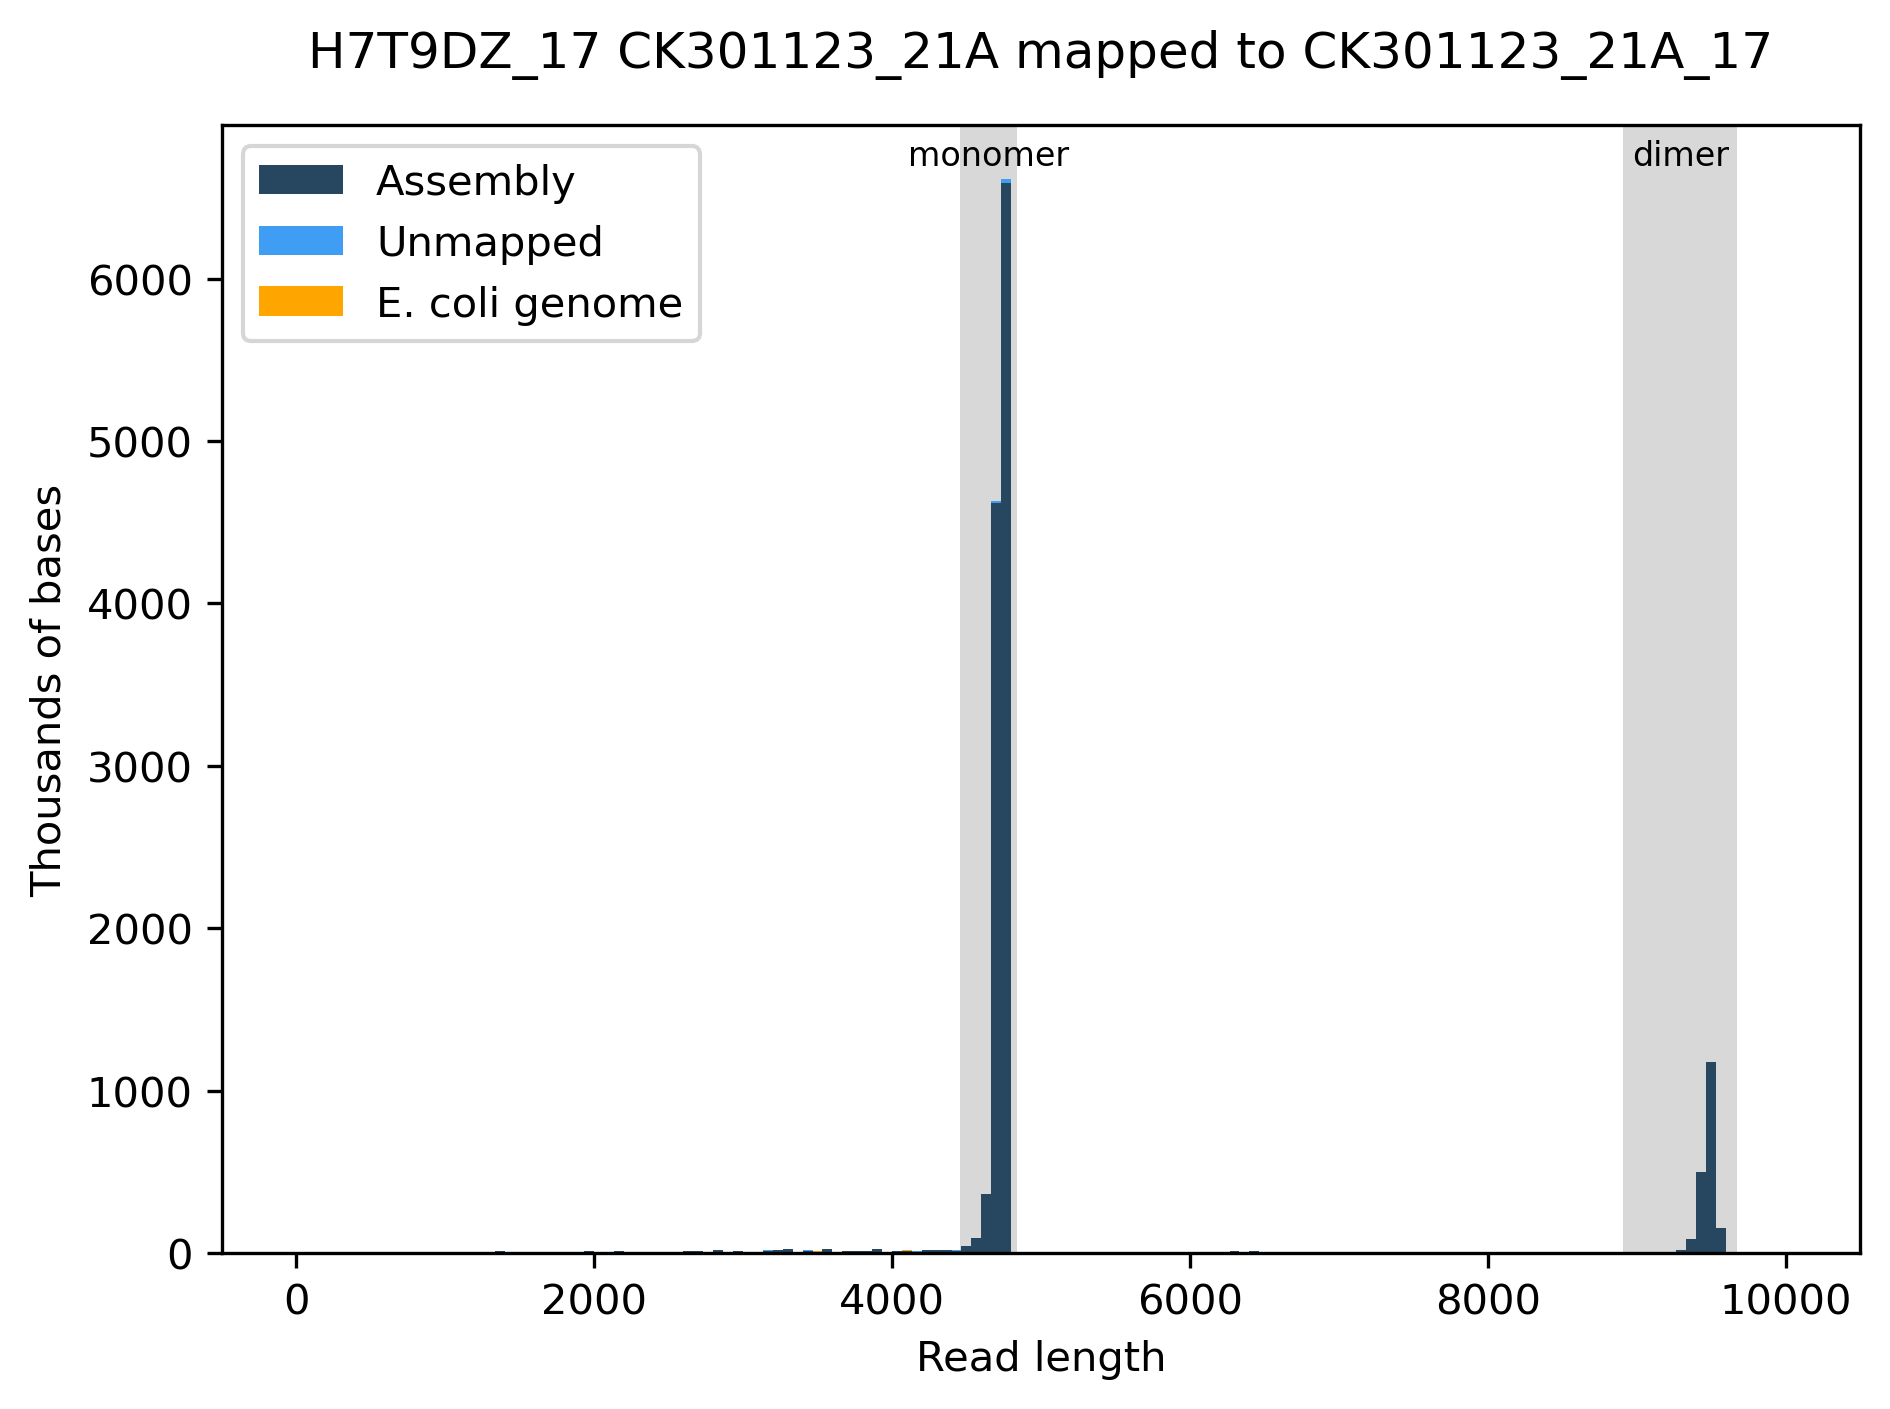 H7T9DZ_17 CK301123_21A mapped to CK301123_21A_17
monomer
dimer
Assembly
Unmapped
E. coli genome
6000
5000
4000
3000
2000
1000
0
Thousands of bases
0
2000
4000
6000
8000
10000
Read length